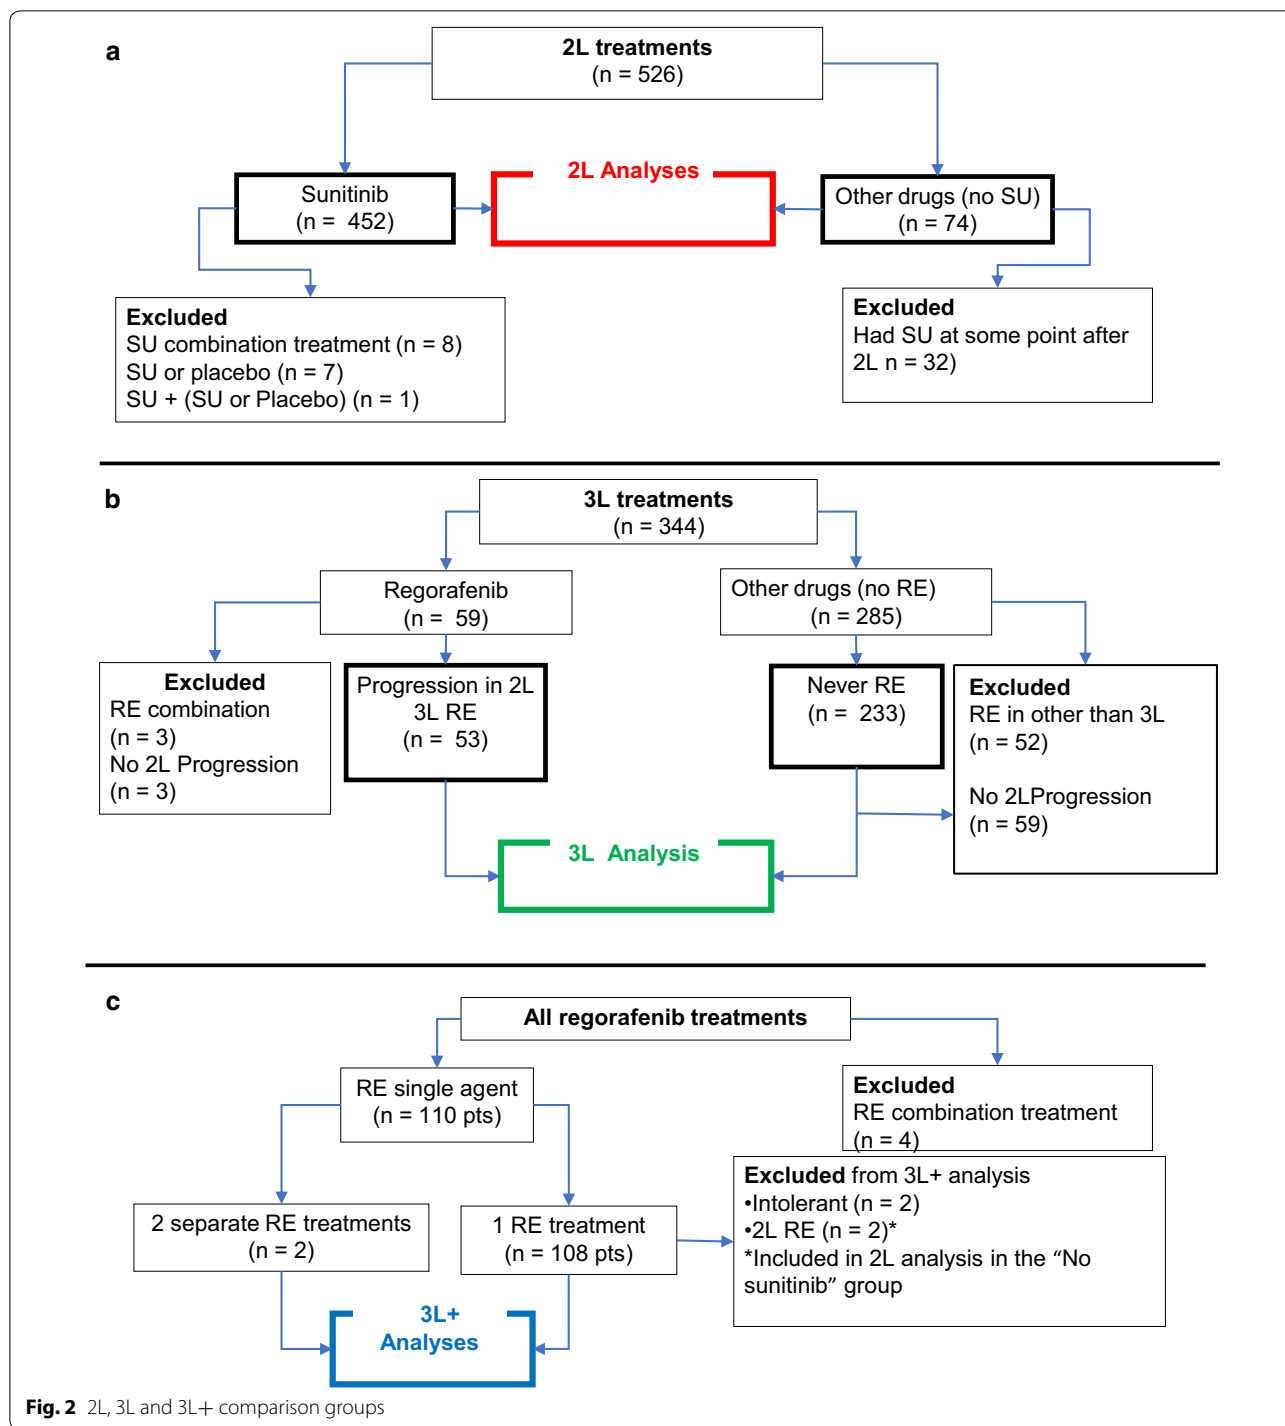 a
2L treatments
(n = 526)
2L Analyses
Sunitinib
(n = 452)
Other drugs (no SU)
(n = 74)
Excluded
SU combination treatment (n = 8)
SU or placebo (n = 7)
SU + (SU or Placebo) (n = 1)
Excluded
Had SU at some point after
2L n = 32)
b
3L treatments
(n = 344)
Regorafenib
(n = 59)
Other drugs (no RE)
(n = 285)
Excluded
RE combination
(n = 3)
No 2L Progression
(n = 3)
Progression in 2L
3L RE
(n = 53)
Never RE
(n = 233)
Excluded
RE in other than 3L
(n = 52)
No 2LProgression
(n = 59)
3L Analysis
c
All regorafenib treatments
RE single agent
(n = 110 pts)
Excluded
RE combination treatment
(n = 4)
2 separate RE treatments
(n = 2)
1 RE treatment
(n = 108 pts)
Excluded from 3L+ analysis
•Intolerant (n = 2)
•2L RE (n = 2)*
*Included in 2L analysis in the “No
sunitinib” group
3L+
Analyses
Fig. 2 2L, 3L and 3L+ comparison groups